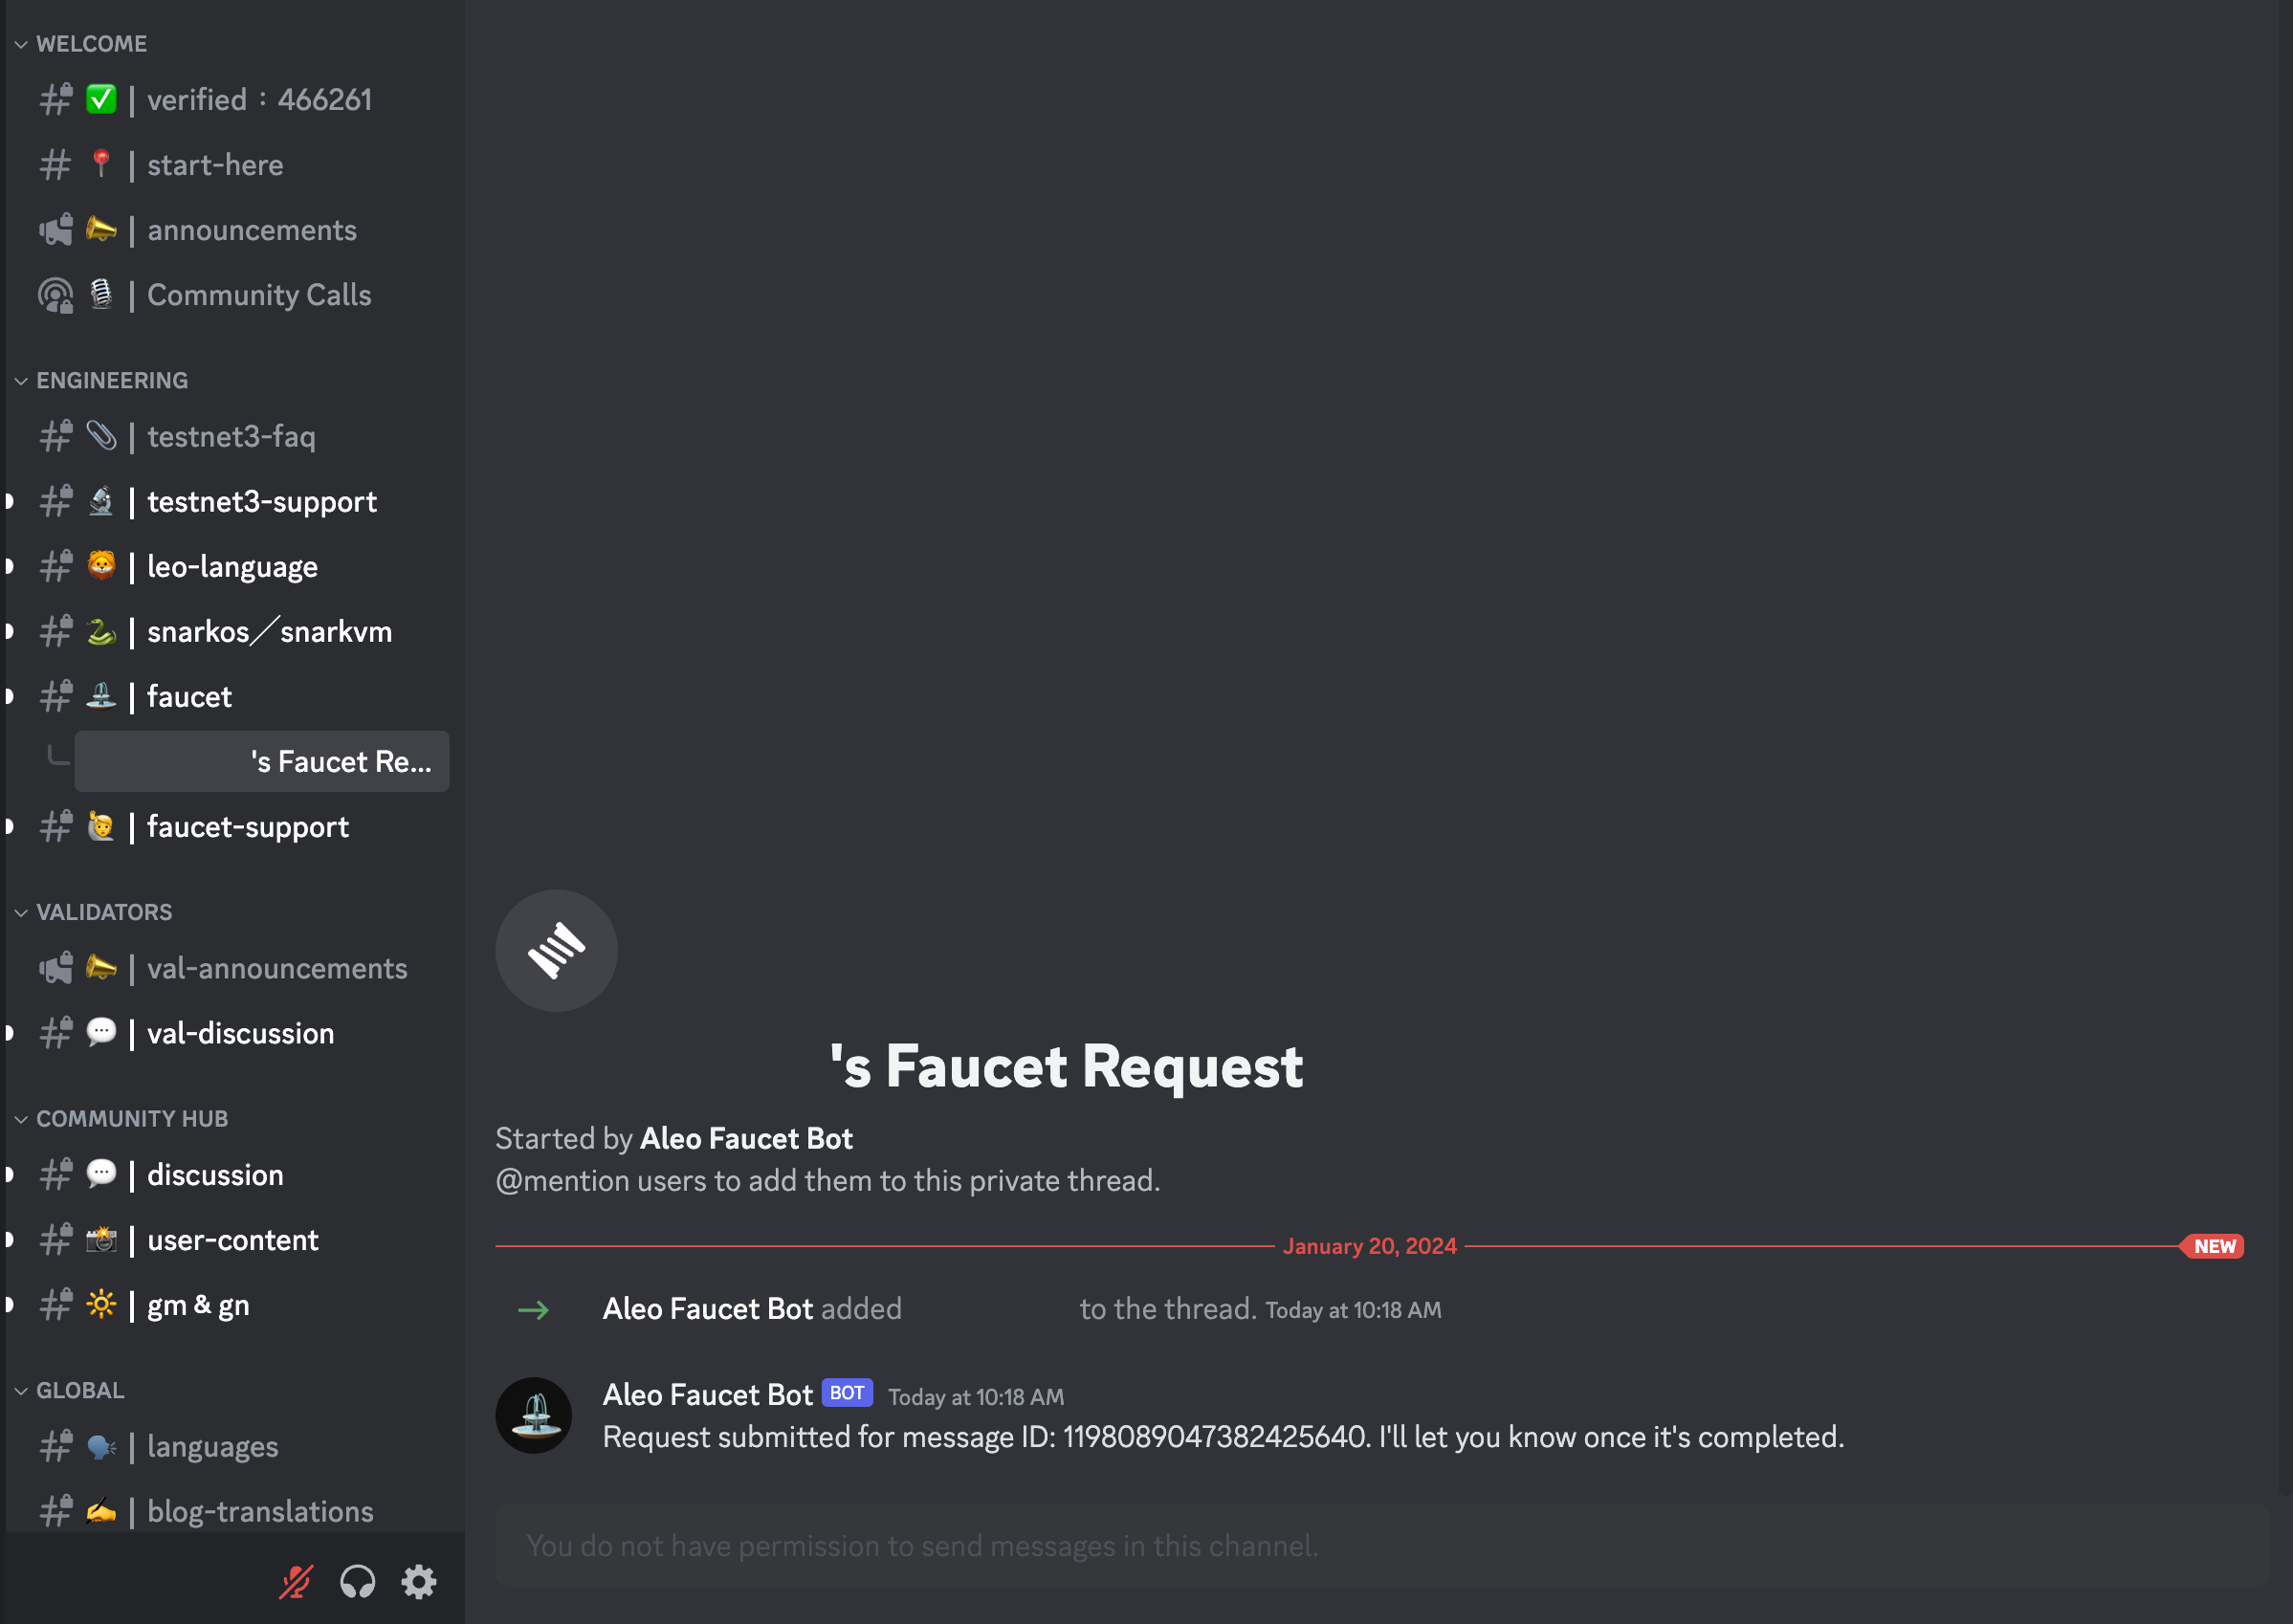 WELCOME
| verified：466261
| start-here
| announcements
| Community Calls
ENGINEERING
| testnet3-faq
| testnet3-support
| leo-language
| snarkos／snarkvm
| faucet
's Faucet Re...
| faucet-support
VALIDATORS
| val-announcements
| val-discussion
COMMUNITY HUB
| discussion
| user-content
| gm & gn
GLOBAL
| languages
| blog-translations
's Faucet Request
Started by Aleo Faucet Bot
@mention users to add them to this private thread.
January 20, 2024 NEW
Aleo Faucet Bot added to the thread. Today at 10:18 AM
Aleo Faucet Bot BOT Today at 10:18 AM
Request submitted for message ID: 1198089047382425640. I'll let you know once it's completed.
You do not have permission to send messages in this channel.